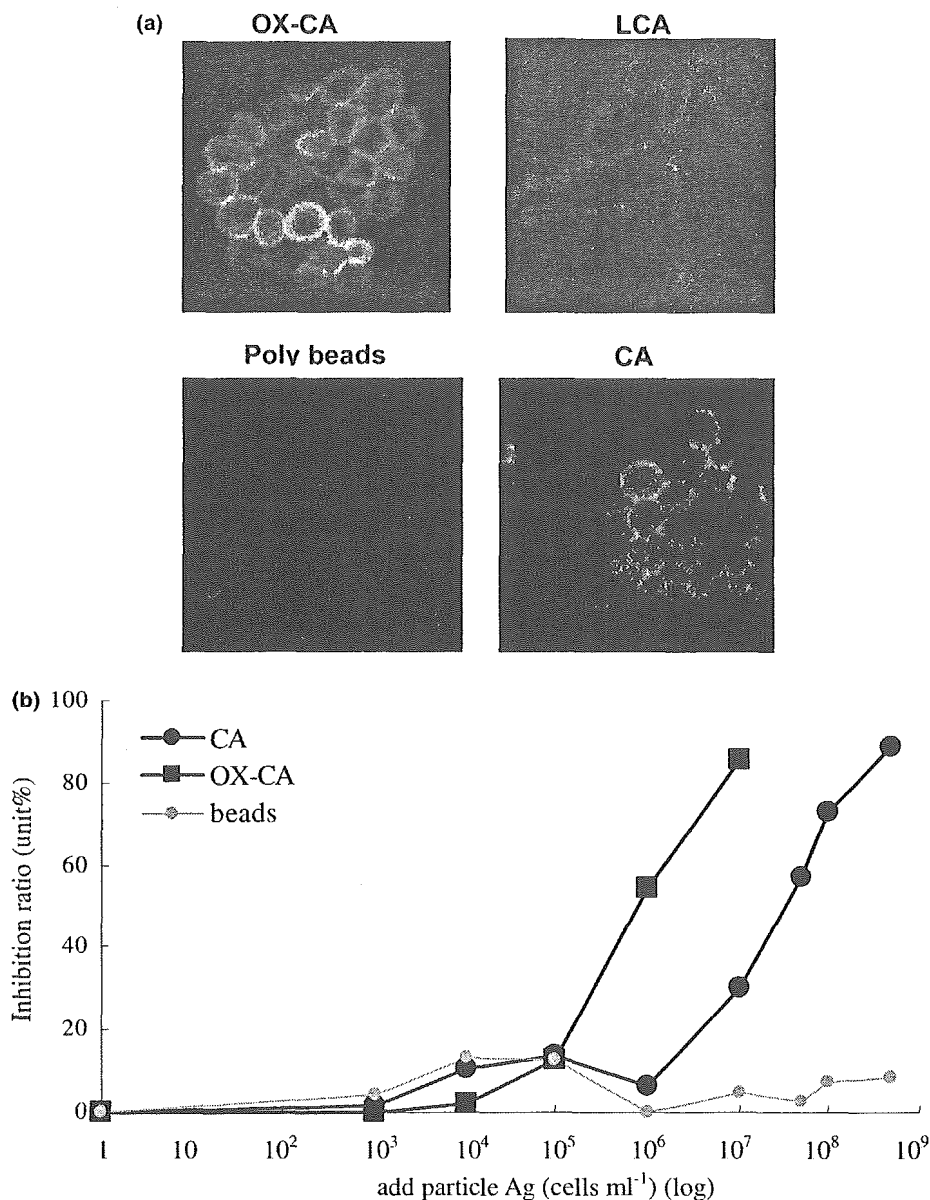 (a) OX-CA LCA
Poly beads CA
(b) 100
80
60
40
20
0
Inhibition ratio (unit%)
CA
OX-CA
beads
1 10 10² 10³ 10⁴ 10⁵ 10⁶ 10⁷ 10⁸ 10⁹
add particle Ag (cells ml⁻¹) (log)